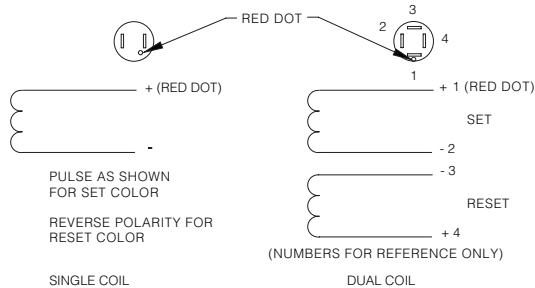 RED DOT
3
2
4
1
+ (RED DOT)
-
PULSE AS SHOWN
FOR SET COLOR
REVERSE POLARITY FOR
RESET COLOR
SINGLE COIL
+ 1 (RED DOT)
SET
- 2
- 3
RESET
+ 4
(NUMBERS FOR REFERENCE ONLY)
DUAL COIL